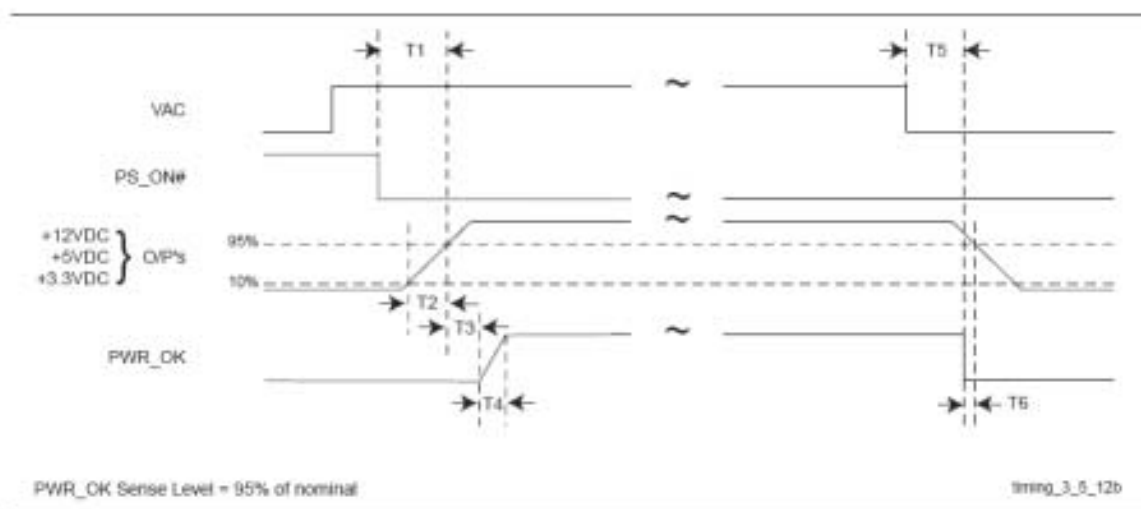 T1
T5
VAC
PS_ON#
+12VDC
+5VDC
+3.3VDC
} O/P's
95%
10%
T2
T3
PWR_OK
T4
T6
PWR_OK Sense Level = 95% of nominal
timing_3_5_12b